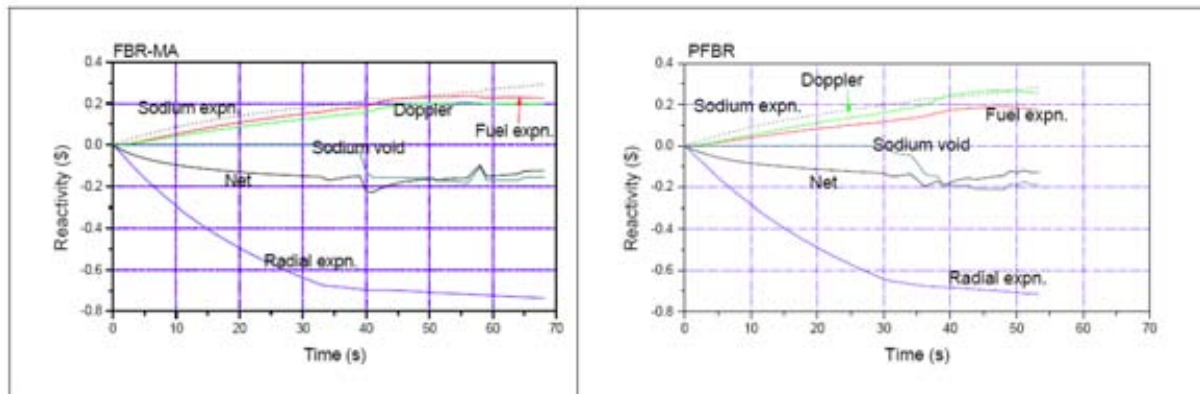 FBR-MA
0.4
0.2
0.0
-0.2
-0.4
-0.6
-0.8
Reactivity ($)
Sodium expn.
Doppler
Fuel expn.
Sodium void
Net
Radial expn.
0 10 20 30 40 50 60 70
Time (s)
PFBR
0.4
0.2
0.0
-0.2
-0.4
-0.6
-0.8
Reactivity ($)
Doppler
Sodium expn.
Fuel expn.
Sodium void
Net
Radial expn.
0 10 20 30 40 50 60 70
Time (s)